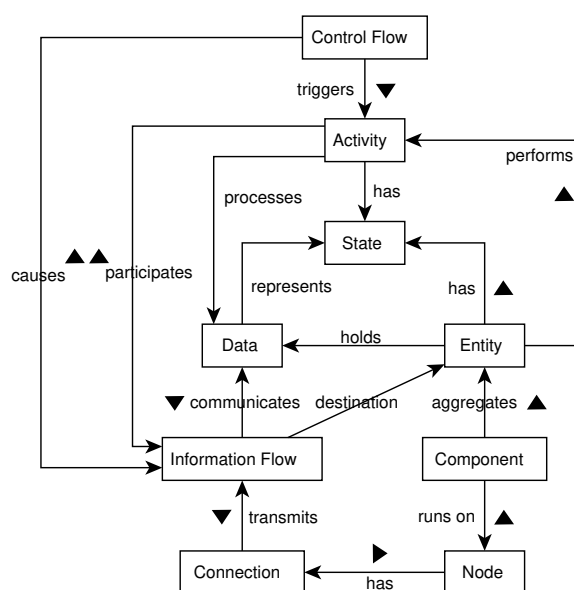 Control Flow
triggers
Activity
performs
processes
has
State
causes
participates
represents
has
Data
holds
Entity
communicates
destination
aggregates
Information Flow
Component
transmits
runs on
Connection
has
Node